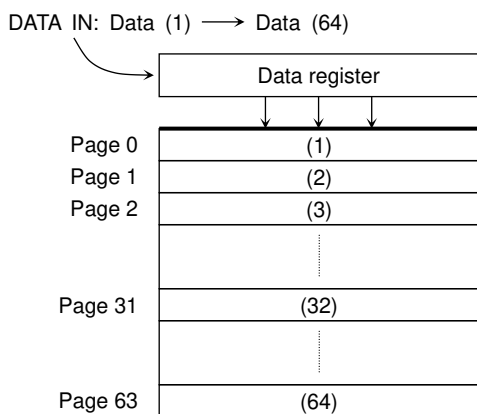 DATA IN: Data (1) → Data (64)
Data register
Page 0 (1)
Page 1 (2)
Page 2 (3)
Page 31 (32)
Page 63 (64)